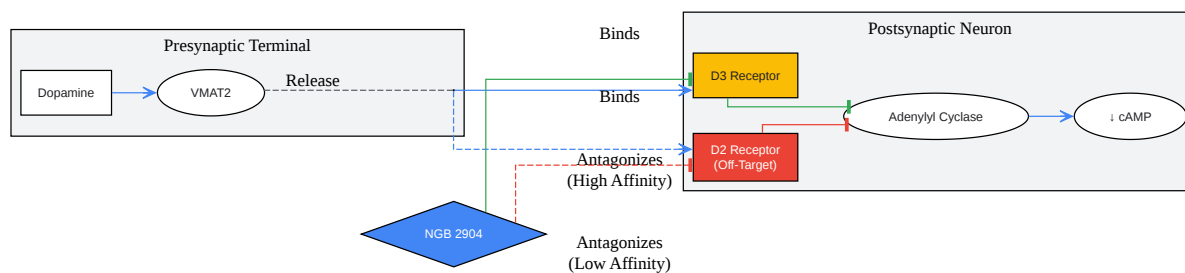 Presynaptic Terminal
Dopamine
VMAT2
Release
Binds
Binds
Antagonizes
(High Affinity)
Antagonizes
(Low Affinity)
NGB 2904
Postsynaptic Neuron
D3 Receptor
D2 Receptor
(Off-Target)
Adenylyl Cyclase
↓ cAMP